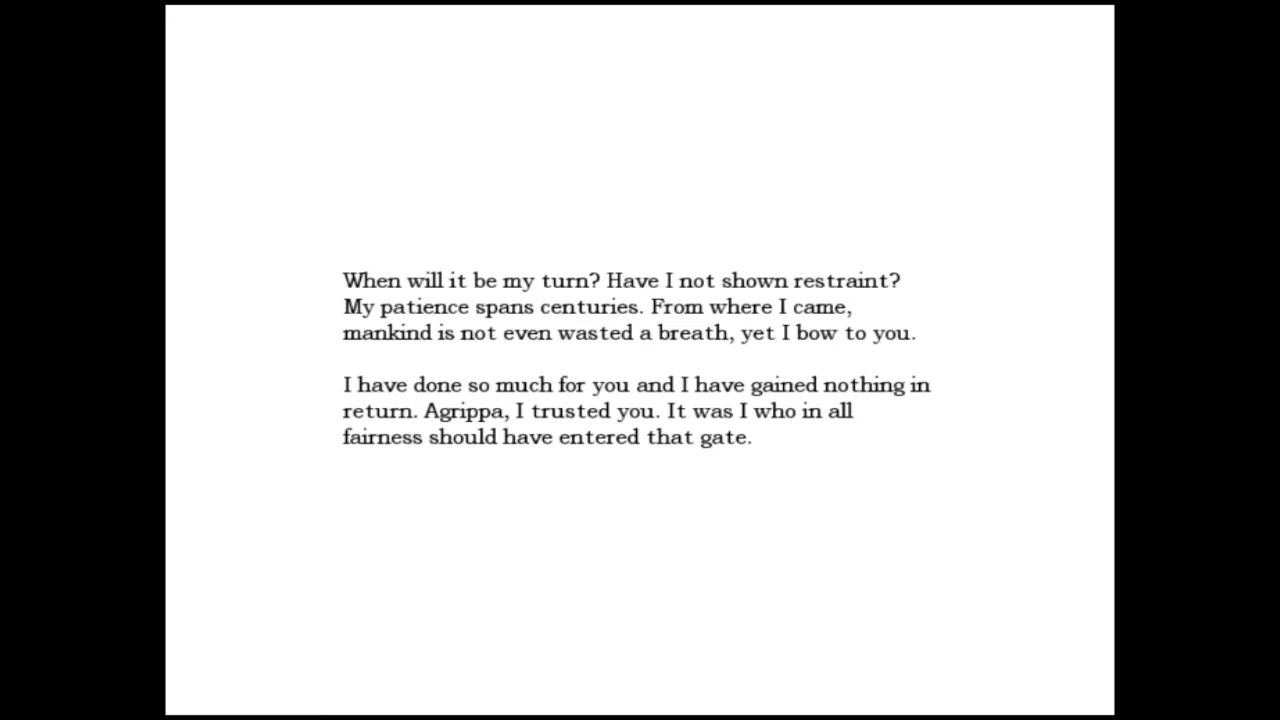 When will it be my turn? Have I not shown restraint?
My patience spans centuries. From where I came,
mankind is not even wasted a breath, yet I bow to you.
I have done so much for you and I have gained nothing in
return. Agrippa, I trusted you. It was I who in all
fairness should have entered that gate.